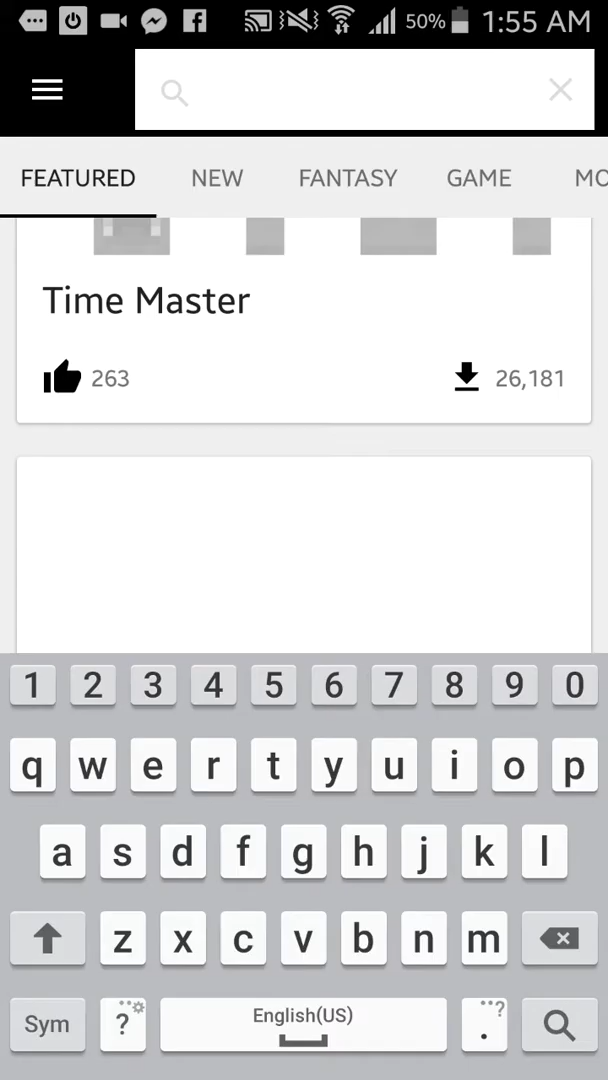 50% 1:55 AM
FEATURED NEW FANTASY GAME MO
Time Master
263 26,181
1 2 3 4 5 6 7 8 9 0
q w e r t y u i o p
a s d f g h j k l
z x c v b n m
Sym ? English(US) . ?